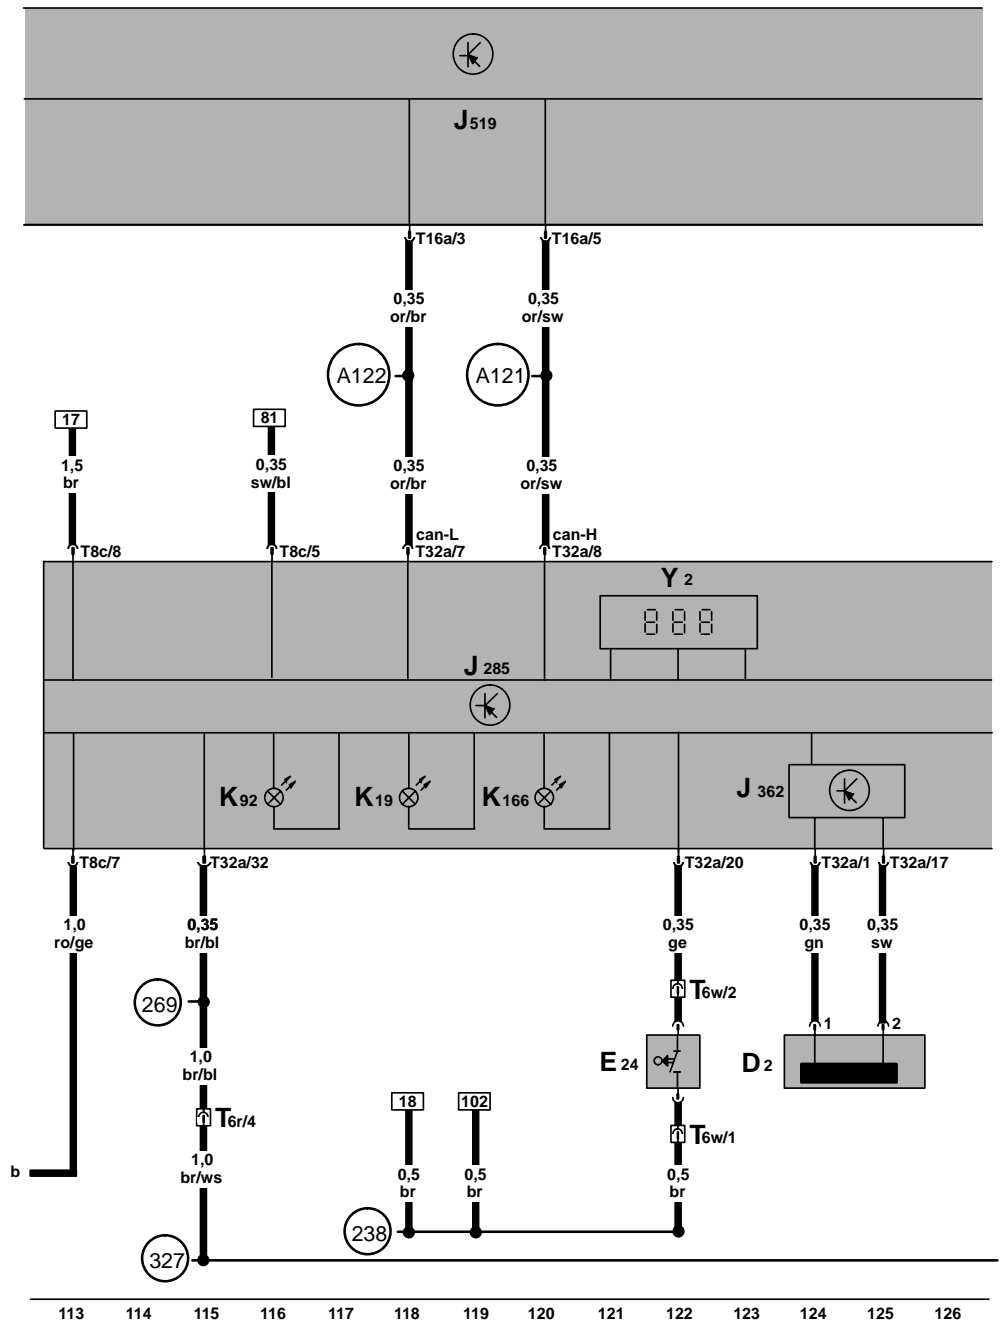 J519
T16a/3 T16a/5
0,35 0,35
or/br or/sw
A122 A121
17 81
1,5 0,35 0,35 0,35
br sw/bl or/br or/sw
can-L can-H
T8c/8 T8c/5 T32a/7 T32a/8
Y 2
888
J 285
K92 K19 K166 J 362
T8c/7 T32a/32 T32a/20 T32a/1 T32a/17
1,0 0,35 0,35 0,35 0,35
ro/ge br/bl ge gn sw
269 T6w/2
1 2
1,0
br/bl
E 24 D 2
18 102
T6r/4 T6w/1
1,0 0,5 0,5 0,5
b br/ws br br br
238
327
113 114 115 116 117 118 119 120 121 122 123 124 125 126